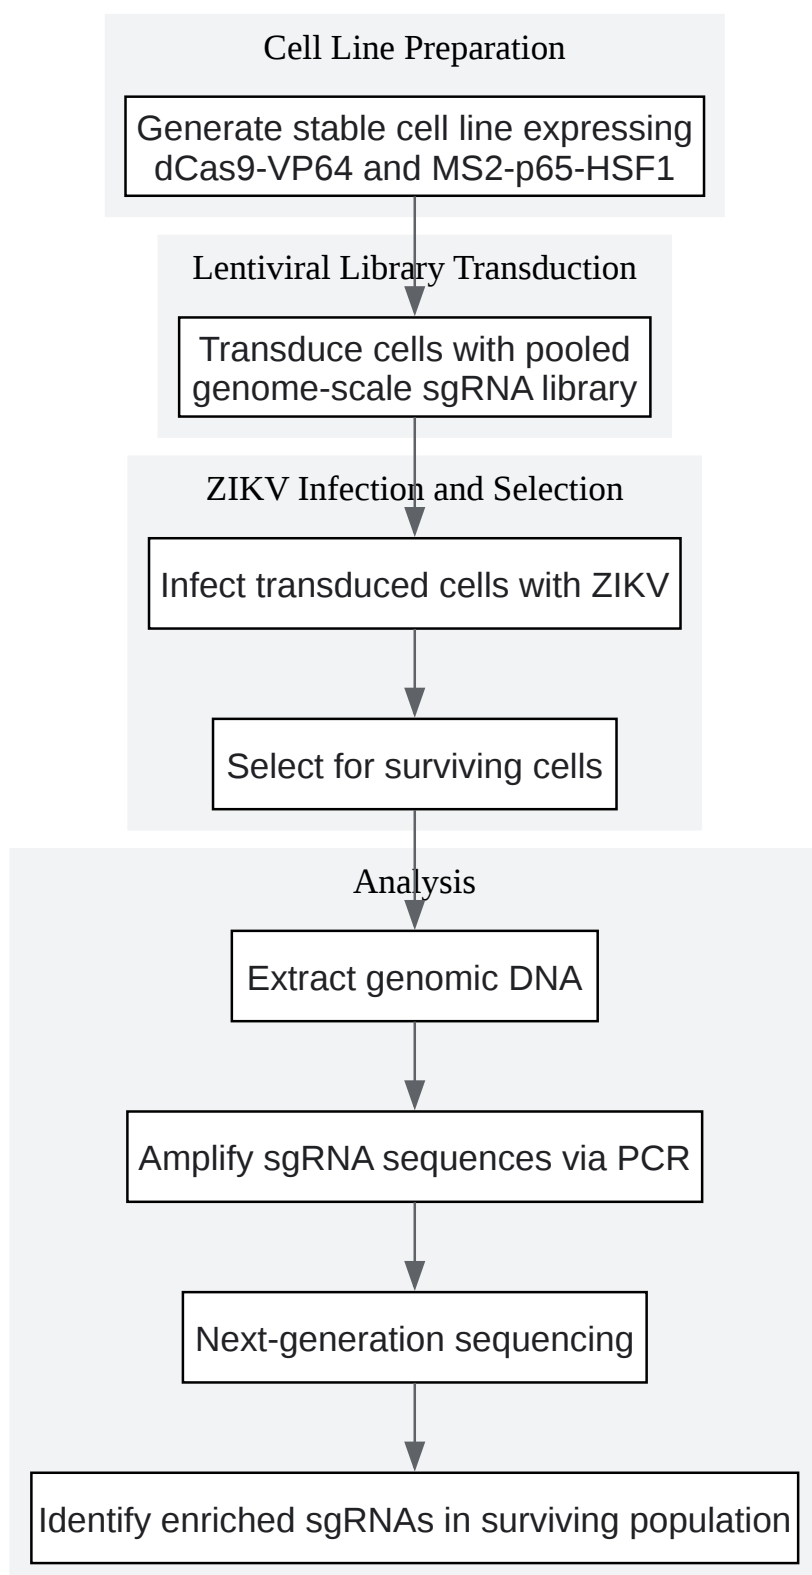 Cell Line Preparation
Generate stable cell line expressing
dCas9-VP64 and MS2-p65-HSF1
Lentiviral Library Transduction
Transduce cells with pooled
genome-scale sgRNA library
ZIKV Infection and Selection
Infect transduced cells with ZIKV
Select for surviving cells
Analysis
Extract genomic DNA
Amplify sgRNA sequences via PCR
Next-generation sequencing
Identify enriched sgRNAs in surviving population